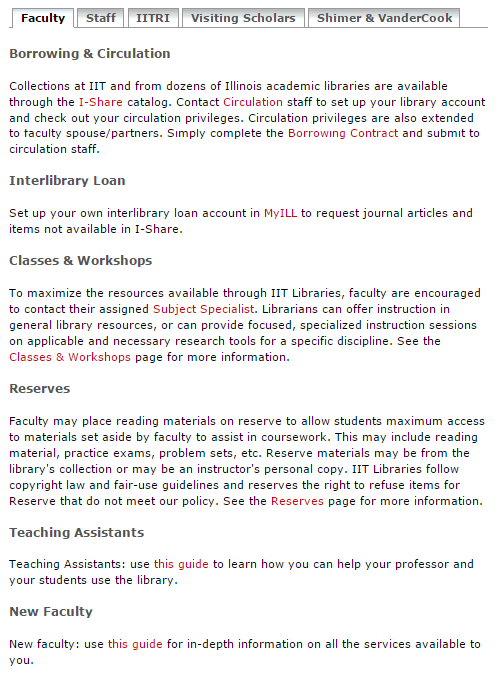 Faculty Staff IITRI Visiting Scholars Shimer & VanderCook
Borrowing & Circulation
Collections at IIT and from dozens of Illinois academic libraries are available
through the I-Share catalog. Contact Circulation staff to set up your library account
and check out your circulation privileges. Circulation privileges are also extended
to faculty spouse/partners. Simply complete the Borrowing Contract and submit to
circulation staff.
Interlibrary Loan
Set up your own interlibrary loan account in MyILL to request journal articles and
items not available in I-Share.
Classes & Workshops
To maximize the resources available through IIT Libraries, faculty are encouraged
to contact their assigned Subject Specialist. Librarians can offer instruction in
general library resources, or can provide focused, specialized instruction sessions
on applicable and necessary research tools for a specific discipline. See the
Classes & Workshops page for more information.
Reserves
Faculty may place reading materials on reserve to allow students maximum access
to materials set aside by faculty to assist in coursework. This may include reading
material, practice exams, problem sets, etc. Reserve materials may be from the
library's collection or may be an instructor's personal copy. IIT Libraries follow
copyright law and fair-use guidelines and reserves the right to refuse items for
Reserve that do not meet our policy. See the Reserves page for more information.
Teaching Assistants
Teaching Assistants: use this guide to learn how you can help your professor and
your students use the library.
New Faculty
New faculty: use this guide for in-depth information on all the services available to
you.